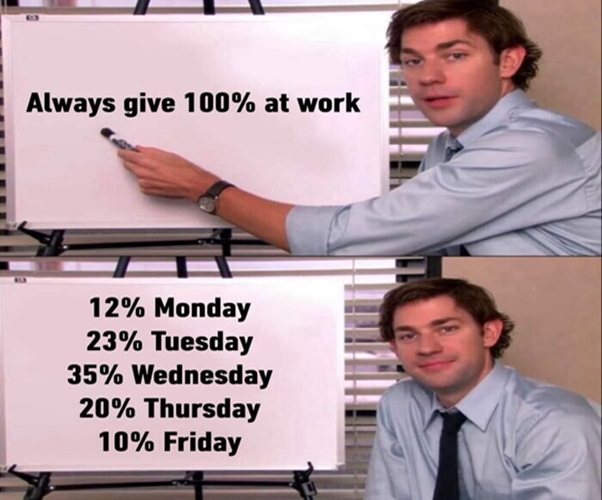 Always give 100% at work
12% Monday
23% Tuesday
35% Wednesday
20% Thursday
10% Friday